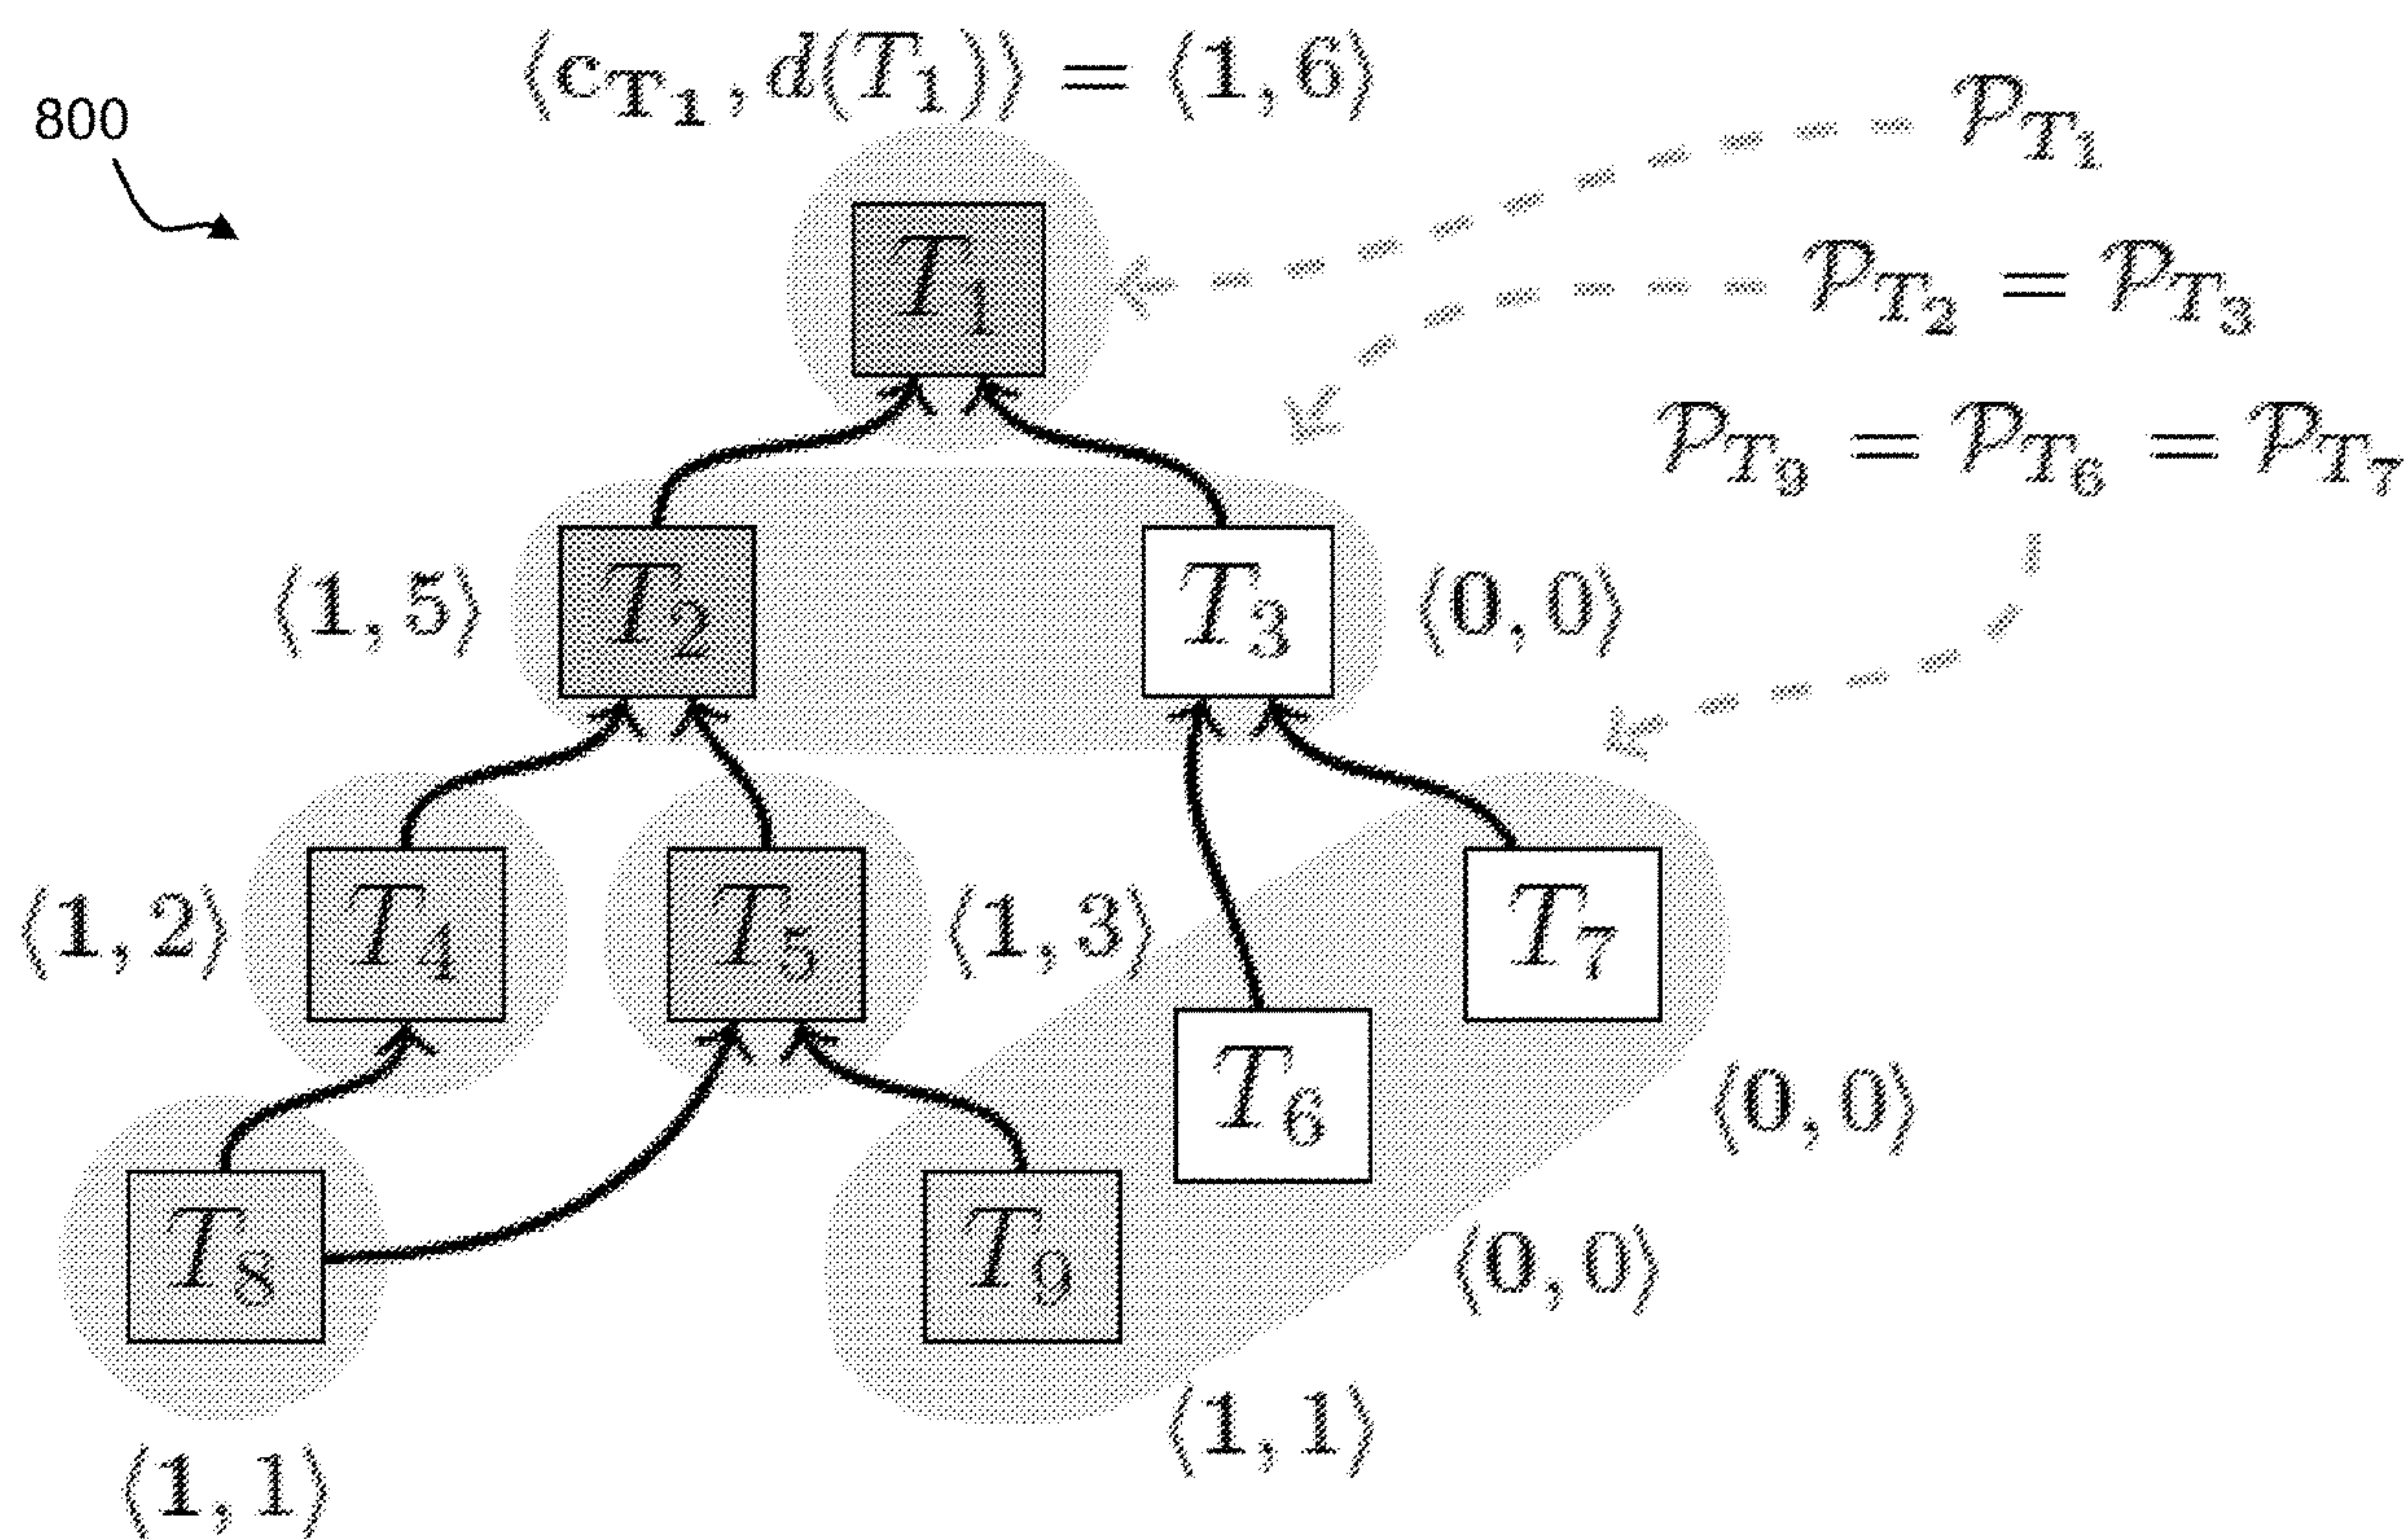 ⟨c_{T_1}, d(T_1)⟩ = ⟨1, 6⟩
800
𝒫_{T_1}
T_1
𝒫_{T_2} = 𝒫_{T_3}
𝒫_{T_9} = 𝒫_{T_6} = 𝒫_{T_7}
⟨1, 5⟩ T_2 T_3 ⟨0, 0⟩
⟨1, 2⟩ T_4 T_5 ⟨1, 3⟩ T_7
T_6 ⟨0, 0⟩
T_8 T_9 ⟨0, 0⟩
⟨1, 1⟩
⟨1, 1⟩